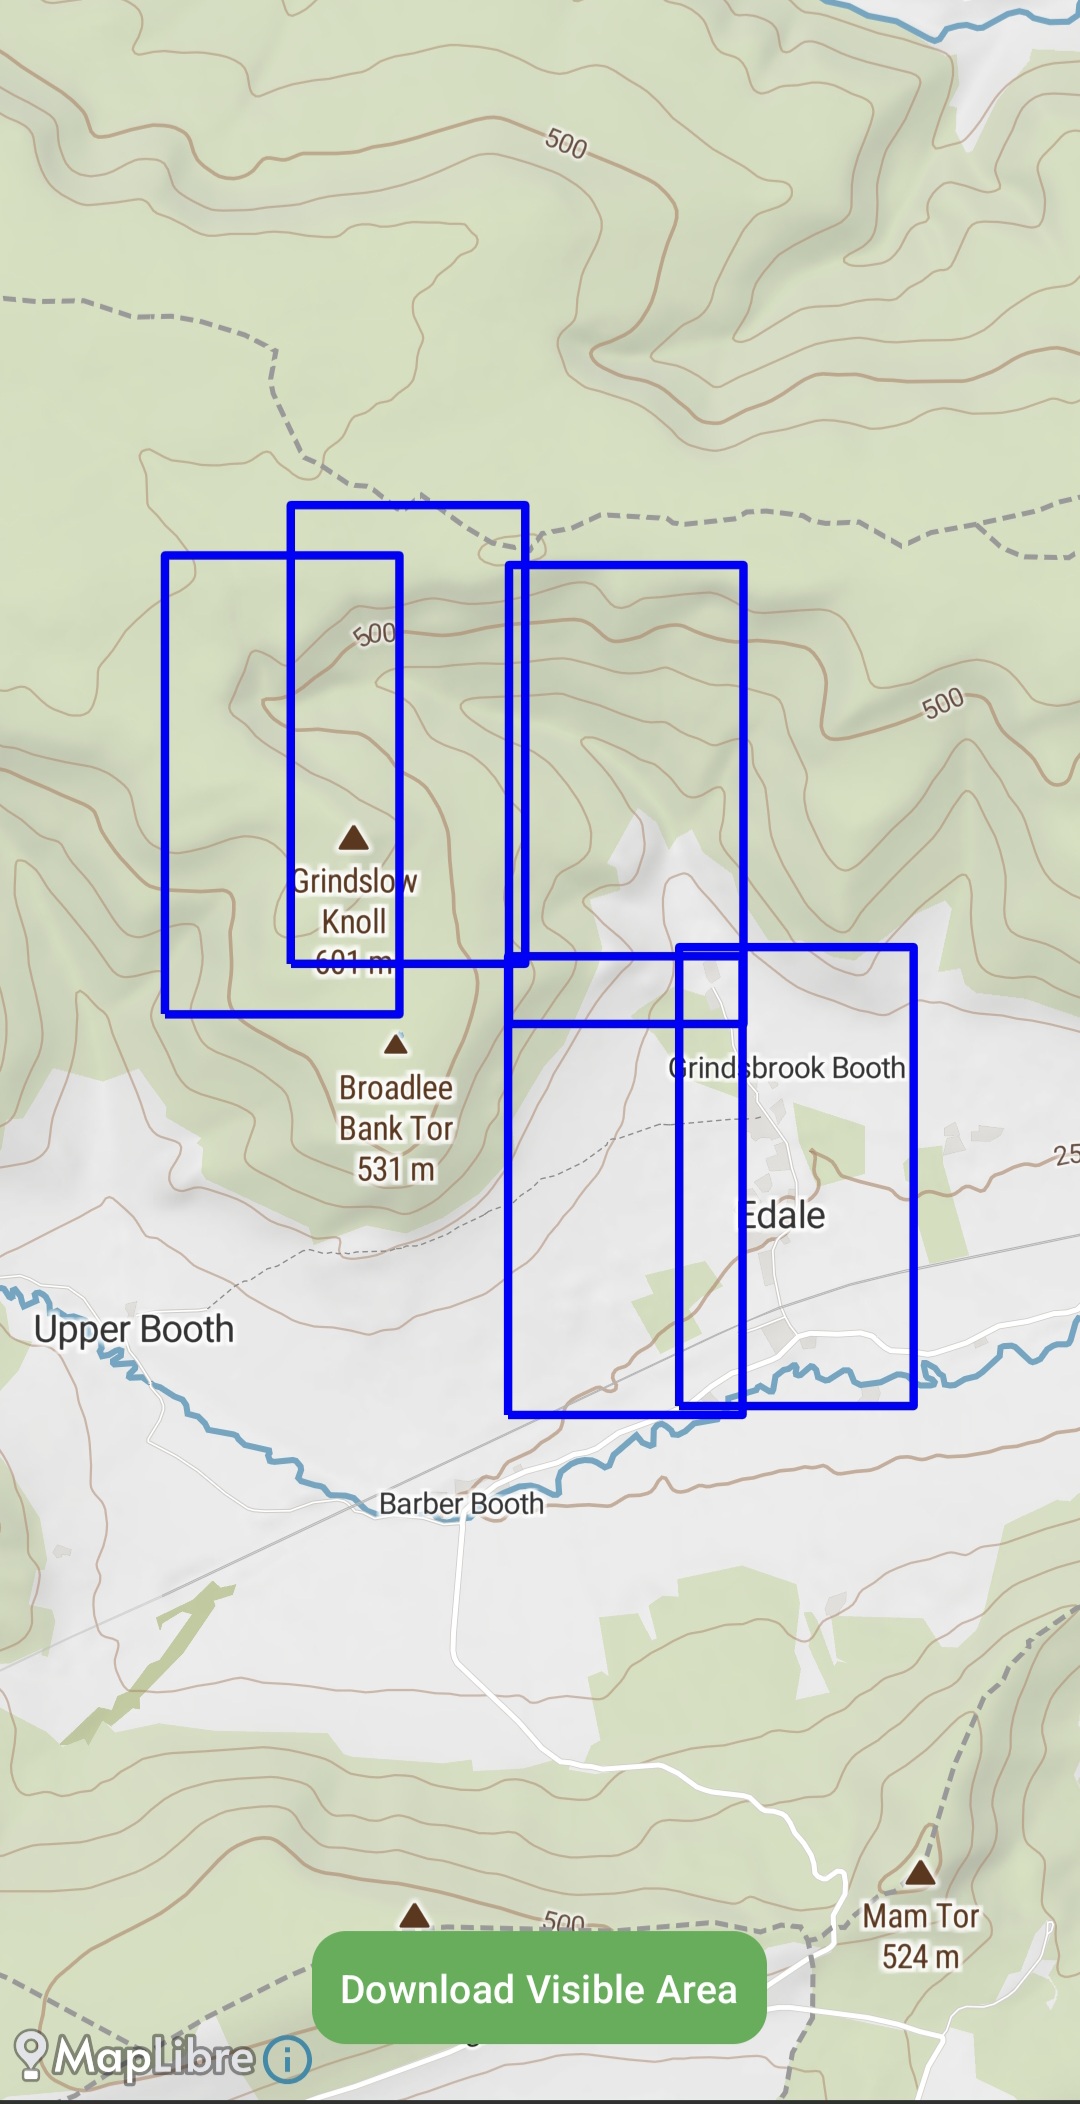 500
500
500
Grindslow
Knoll
601 m
Broadlee
Bank Tor
531 m
Grindsbrook Booth
25
Edale
Upper Booth
Barber Booth
500
Mam Tor
524 m
Download Visible Area
MapLibre